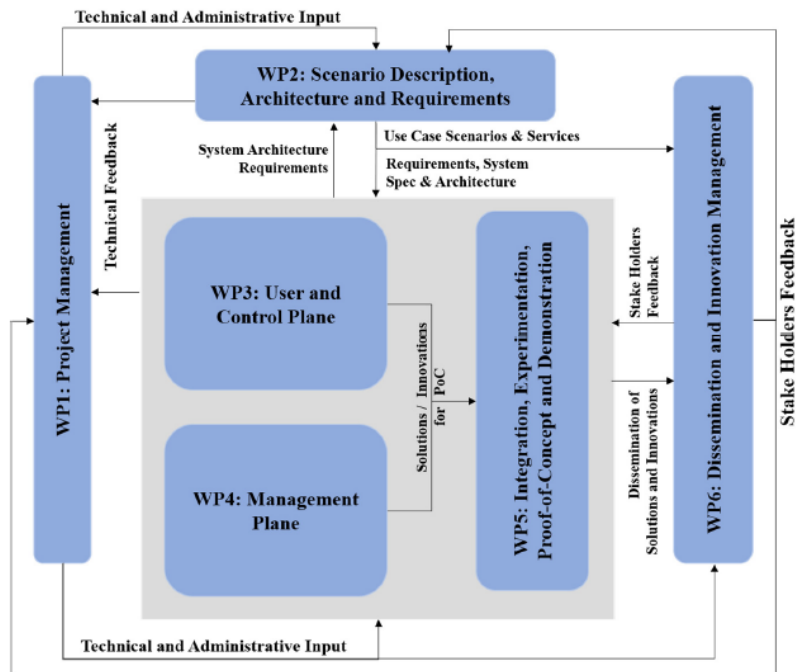 Technical and Administrative Input
WP2: Scenario Description,
Architecture and Requirements
Use Case Scenarios & Services
System Architecture
Requirements
Requirements, System
Spec & Architecture
WP1: Project Management
Technical Feedback
WP3: User and
Control Plane
WP4: Management
Plane
Solutions / Innovations
for PoC
WP5: Integration, Experimentation,
Proof-of-Concept and Demonstration
Stake Holders
Feedback
Dissemination of
Solutions and Innovations
WP6: Dissemination and Innovation Management
Stake Holders Feedback
Technical and Administrative Input